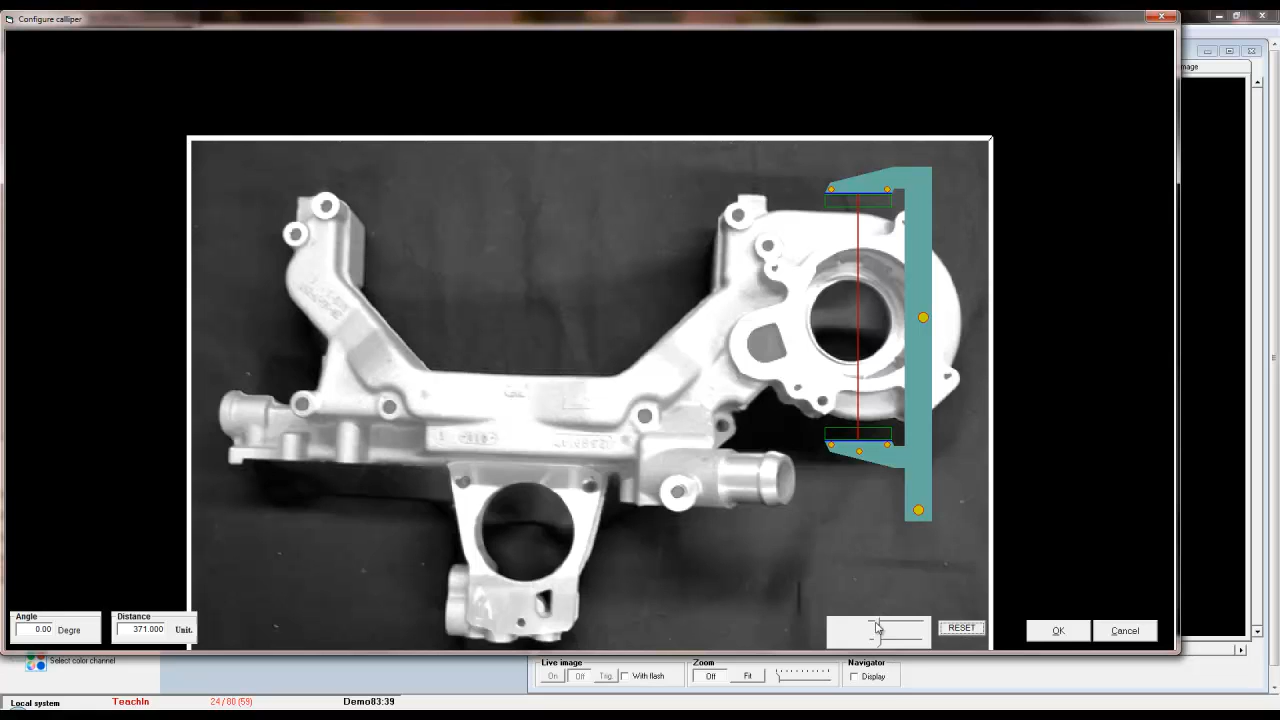 Configure calliper
mage
Angle
0.00 Degre
Distance
371.000 Unit.
RESET
OK
Cancel
Select color channel
Live image
On Off Trig. With flash
Zoom
Off Fit
Navigator
Display
Local system TeachIn 24/80 (59) Demo83:39